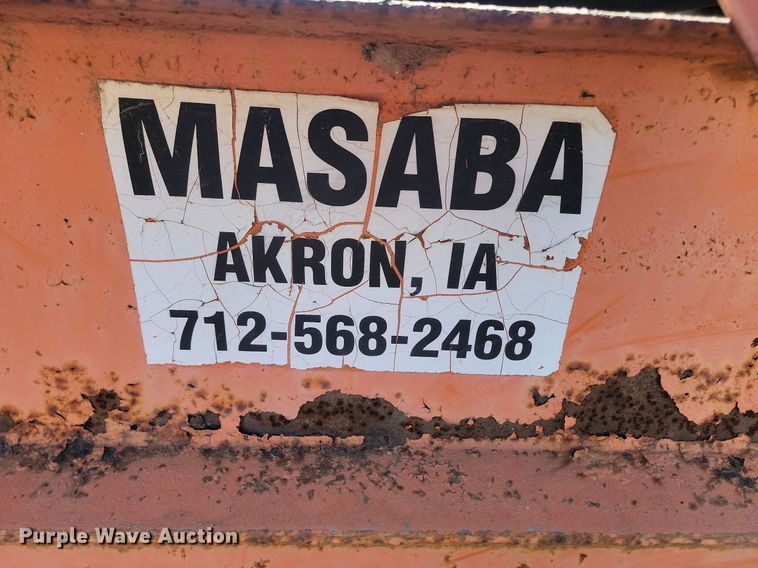 MASABA
AKRON, IA
712-568-2468
Purple Wave Auction®